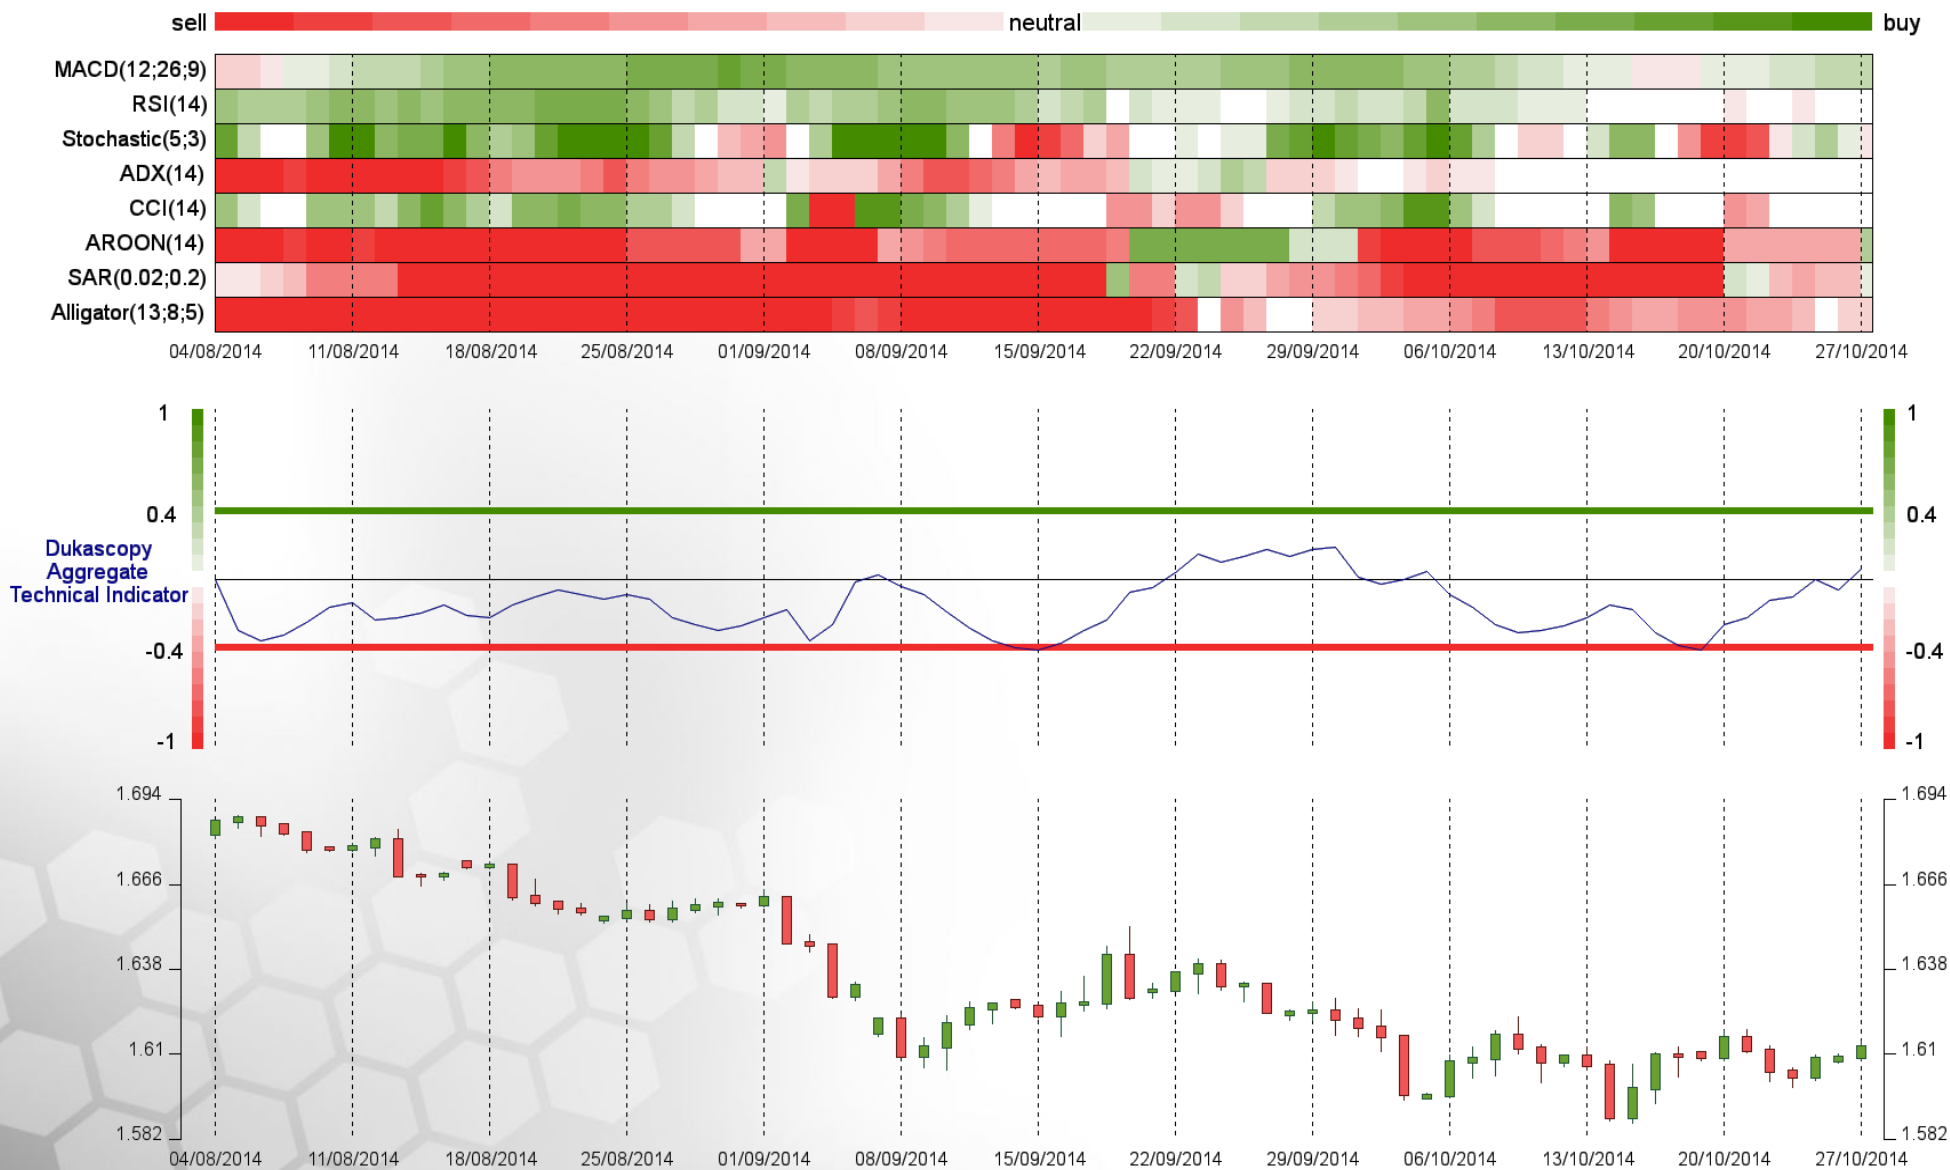 sell neutral buy
MACD(12;26;9)
RSI(14)
Stochastic(5;3)
ADX(14)
CCI(14)
AROON(14)
SAR(0.02;0.2)
Alligator(13;8;5)
04/08/2014 11/08/2014 18/08/2014 25/08/2014 01/09/2014 08/09/2014 15/09/2014 22/09/2014 29/09/2014 06/10/2014 13/10/2014 20/10/2014 27/10/2014
1 1
0.4 0.4
Dukascopy
Aggregate
Technical Indicator
-0.4 -0.4
-1 -1
1.694 1.694
1.666 1.666
1.638 1.638
1.61 1.61
1.582 1.582
04/08/2014 11/08/2014 18/08/2014 25/08/2014 01/09/2014 08/09/2014 15/09/2014 22/09/2014 29/09/2014 06/10/2014 13/10/2014 20/10/2014 27/10/2014